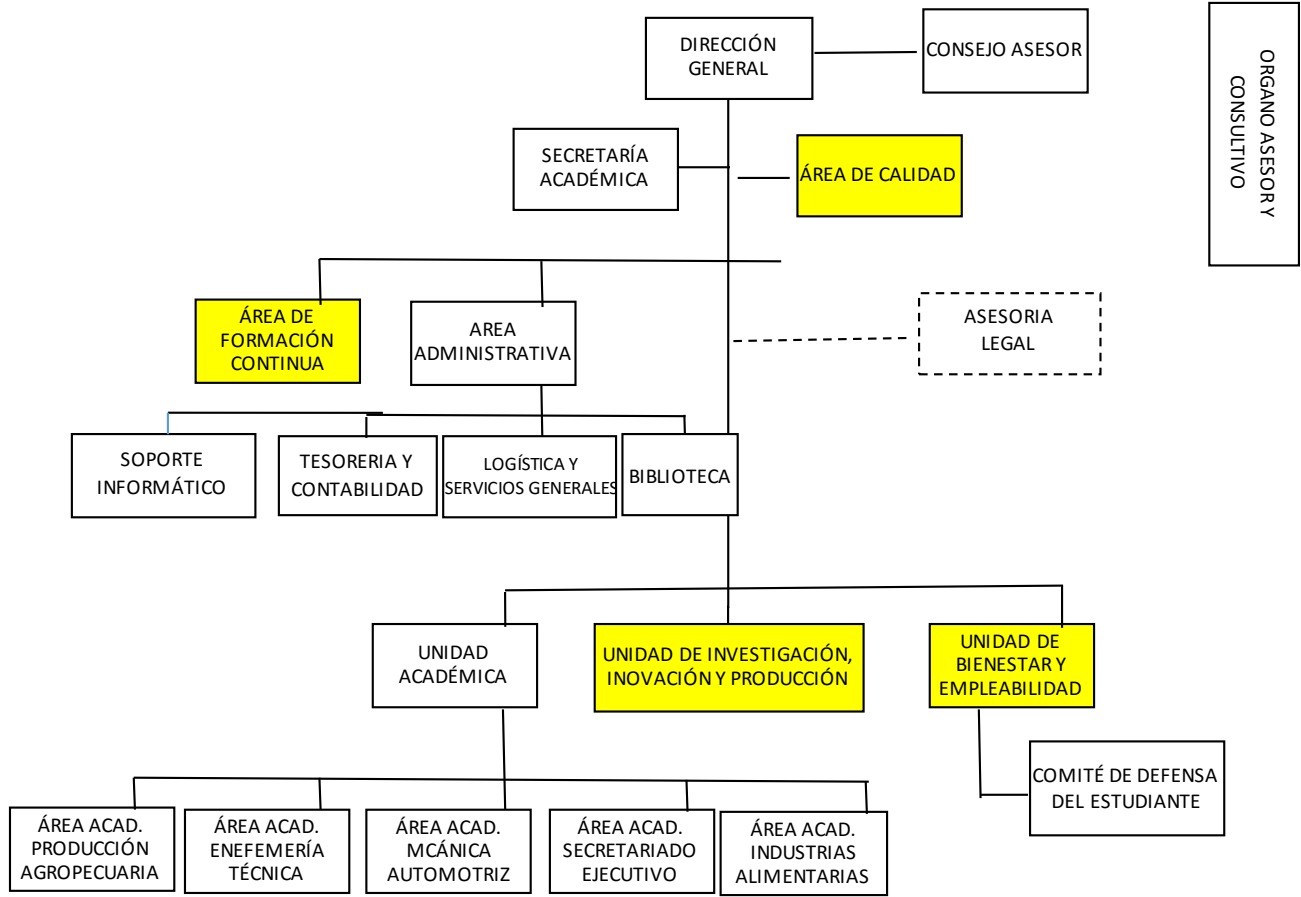 DIRECCIÓN
GENERAL
CONSEJO ASESOR
ORGANO ASESOR Y
CONSULTIVO
SECRETARÍA
ACADÉMICA
ÁREA DE CALIDAD
ÁREA DE
FORMACIÓN
CONTINUA
AREA
ADMINISTRATIVA
ASESORIA
LEGAL
SOPORTE
INFORMÁTICO
TESORERIA Y
CONTABILIDAD
LOGÍSTICA Y
SERVICIOS GENERALES
BIBLIOTECA
UNIDAD
ACADÉMICA
UNIDAD DE INVESTIGACIÓN,
INOVACIÓN Y PRODUCCIÓN
UNIDAD DE
BIENESTAR Y
EMPLEABILIDAD
COMITÉ DE DEFENSA
DEL ESTUDIANTE
ÁREA ACAD.
PRODUCCIÓN
AGROPECUARIA
ÁREA ACAD.
ENEFEMERÍA
TÉCNICA
ÁREA ACAD.
MCÁNICA
AUTOMOTRIZ
ÁREA ACAD.
SECRETARIADO
EJECUTIVO
ÁREA ACAD.
INDUSTRIAS
ALIMENTARIAS